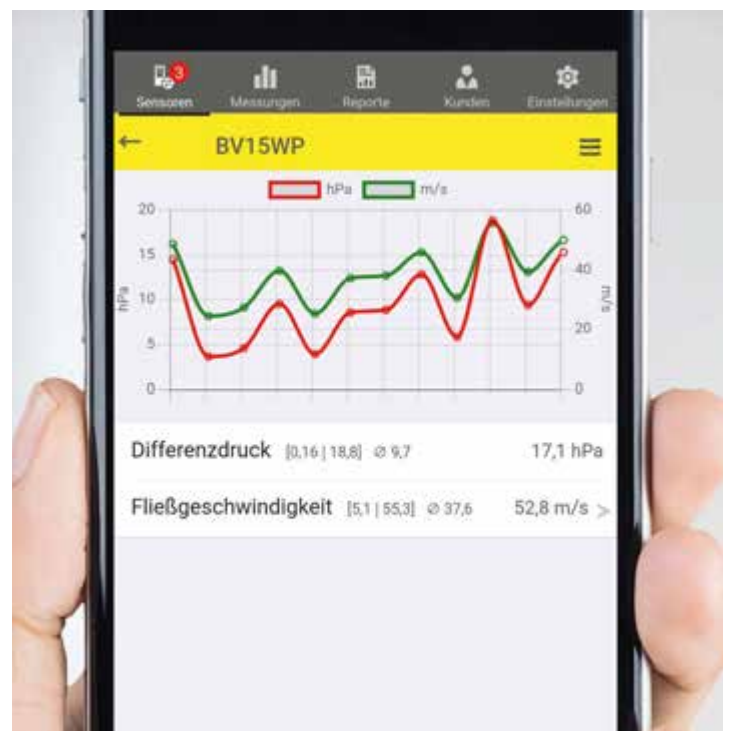 3
Sensoren Messungen Reporte Kunden Einstellungen
BV15WP
hPa m/s
20 60
15
40
hPa 10 m/s
20
5
0 0
Differenzdruck [0,16 | 18,8] ⌀ 9,7 17,1 hPa
Fließgeschwindigkeit [5,1 | 55,3] ⌀ 37,6 52,8 m/s >